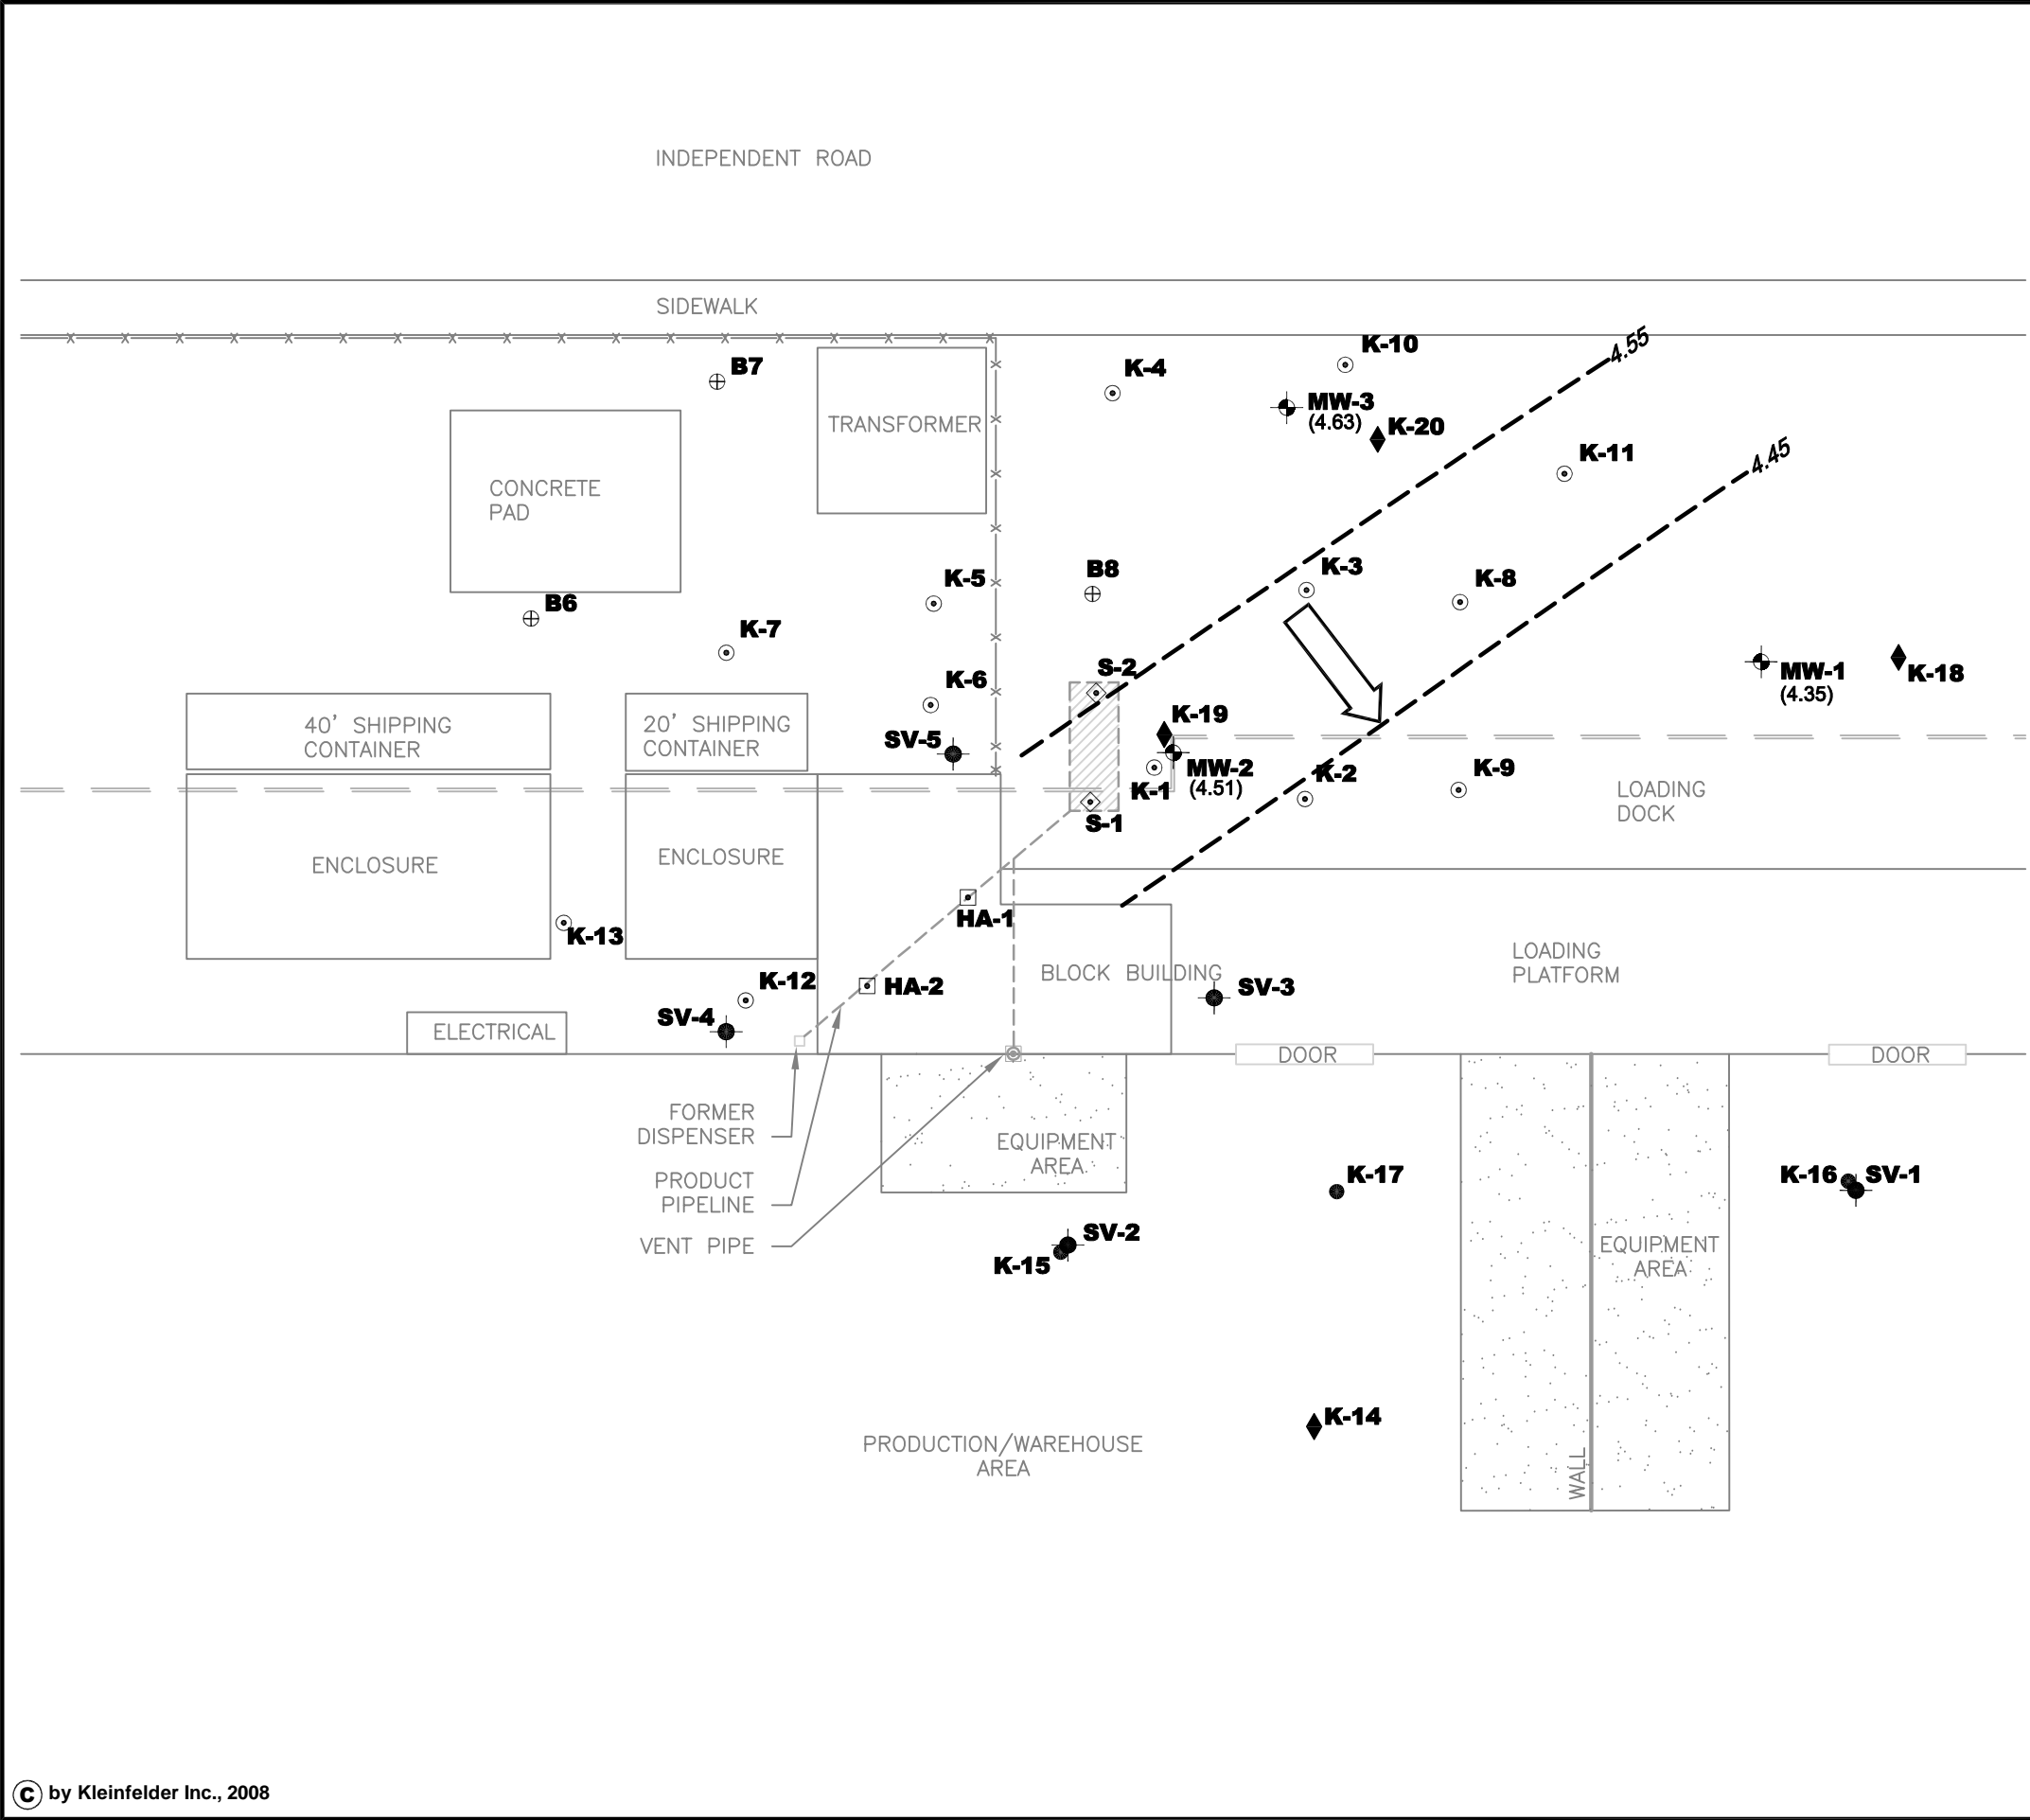 INDEPENDENT ROAD
SIDEWALK
B7
TRANSFORMER
K-4
K-10
MW-3
(4.63)
K-20
4.55
K-11
4.45
CONCRETE
PAD
B6
K-7
K-5
B8
K-3
K-8
K-6
S-2
MW-1
(4.35)
K-18
40' SHIPPING
CONTAINER
20' SHIPPING
CONTAINER
SV-5
K-19
MW-2
(4.51)
K-1
K-2
K-9
S-1
LOADING
DOCK
ENCLOSURE
ENCLOSURE
K-13
HA-1
HA-2
K-12
SV-4
ELECTRICAL
BLOCK BUILDING
SV-3
LOADING
PLATFORM
DOOR
DOOR
FORMER
DISPENSER
PRODUCT
PIPELINE
VENT PIPE
EQUIPMENT
AREA
K-17
K-16
SV-1
SV-2
K-15
EQUIPMENT
AREA
K-14
WALL
PRODUCTION/WAREHOUSE
AREA
© by Kleinfelder Inc., 2008